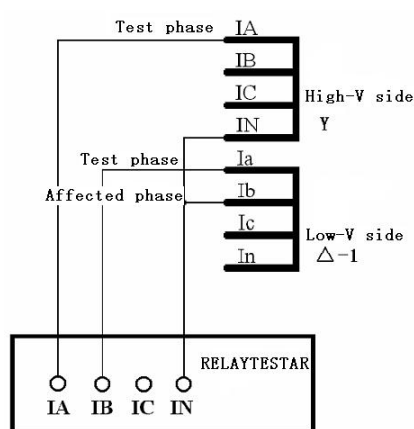 Test phase IA
IB
IC High-V side
IN Y
Test phase Ia
Affected phase Ib
Ic Low-V side
In △-1
RELAYTESTAR
IA IB IC IN